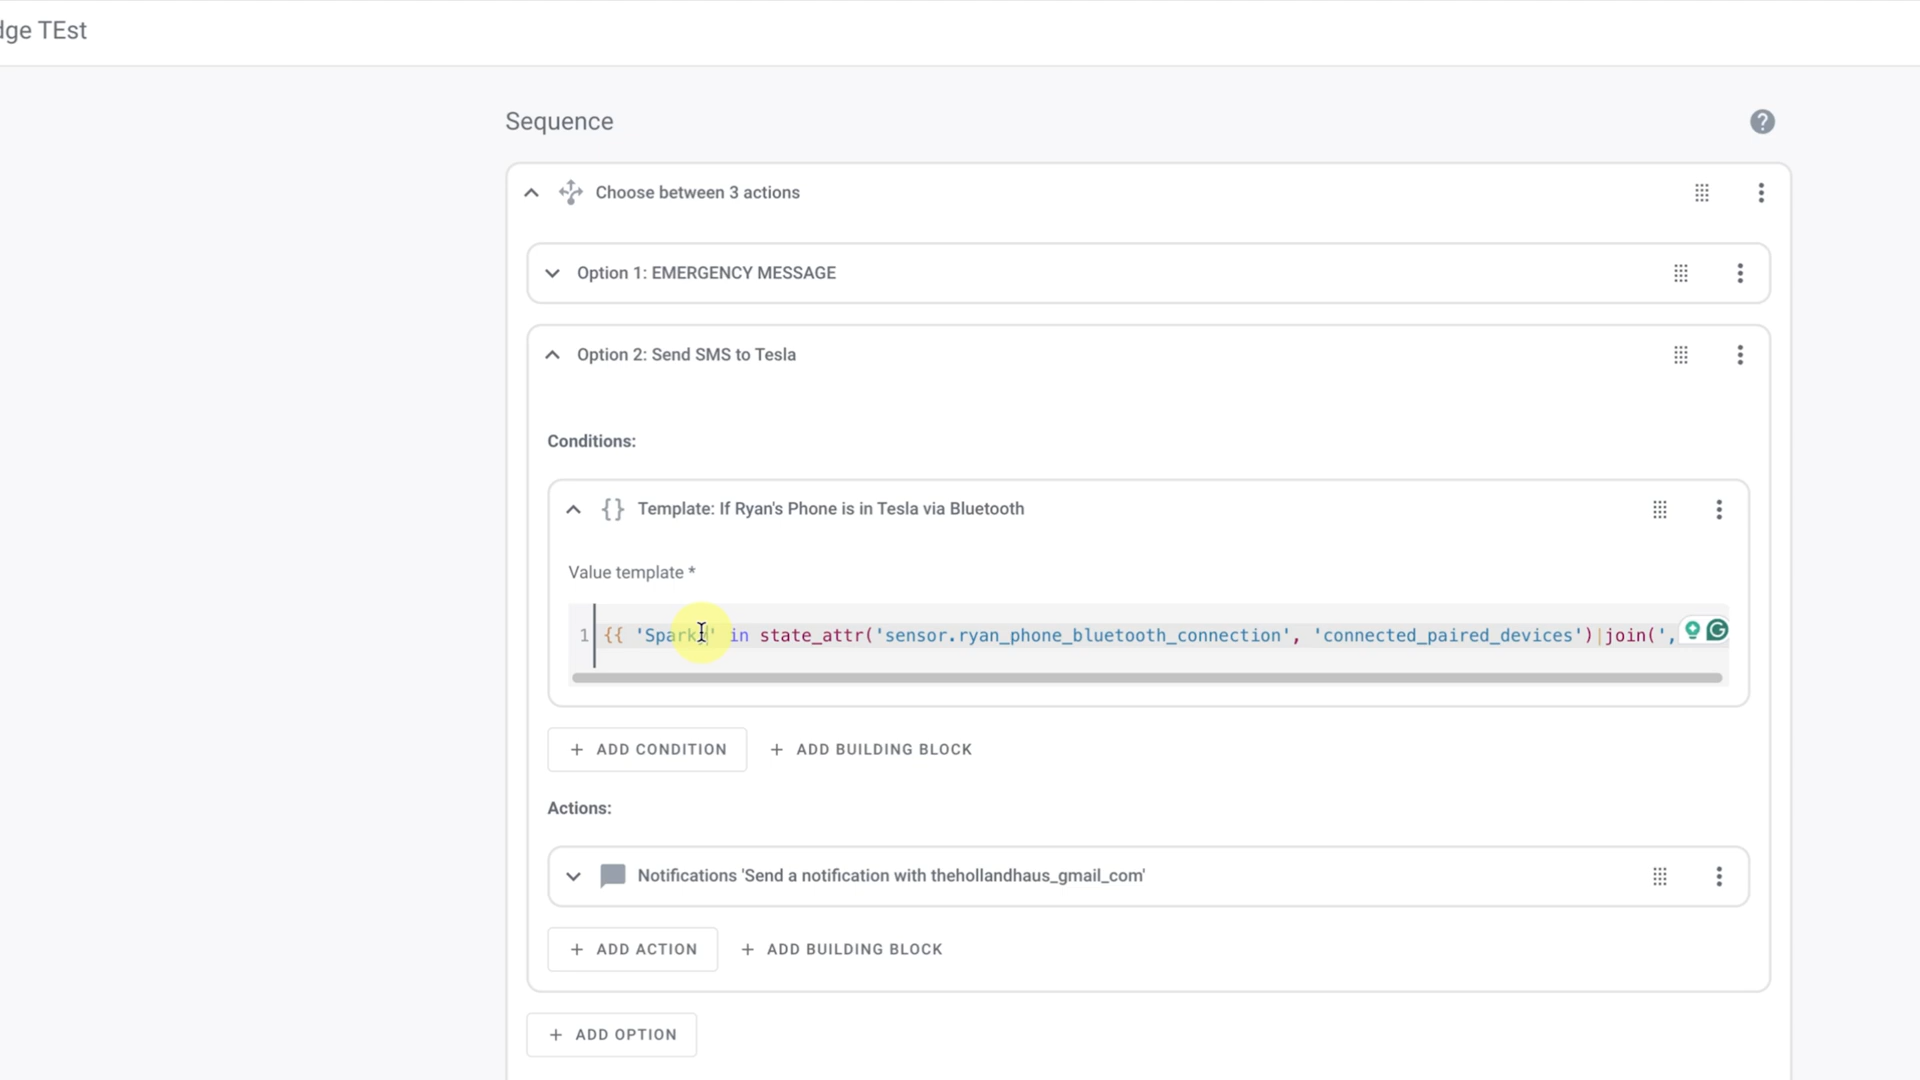 dge TEst
Sequence
Choose between 3 actions
Option 1: EMERGENCY MESSAGE
Option 2: Send SMS to Tesla
Conditions:
Template: If Ryan's Phone is in Tesla via Bluetooth
Value template *
1 {{ 'Sparky' in state_attr('sensor.ryan_phone_bluetooth_connection', 'connected_paired_devices')|join(',
+ ADD CONDITION + ADD BUILDING BLOCK
Actions:
Notifications 'Send a notification with thehollandhaus_gmail_com'
+ ADD ACTION + ADD BUILDING BLOCK
+ ADD OPTION